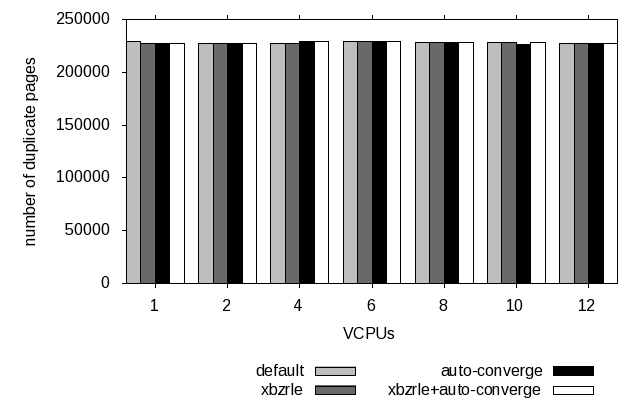 250000
200000
150000
100000
50000
0
number of duplicate pages
1 2 4 6 8 10 12
VCPUs
default auto-converge
xbzrle xbzrle+auto-converge